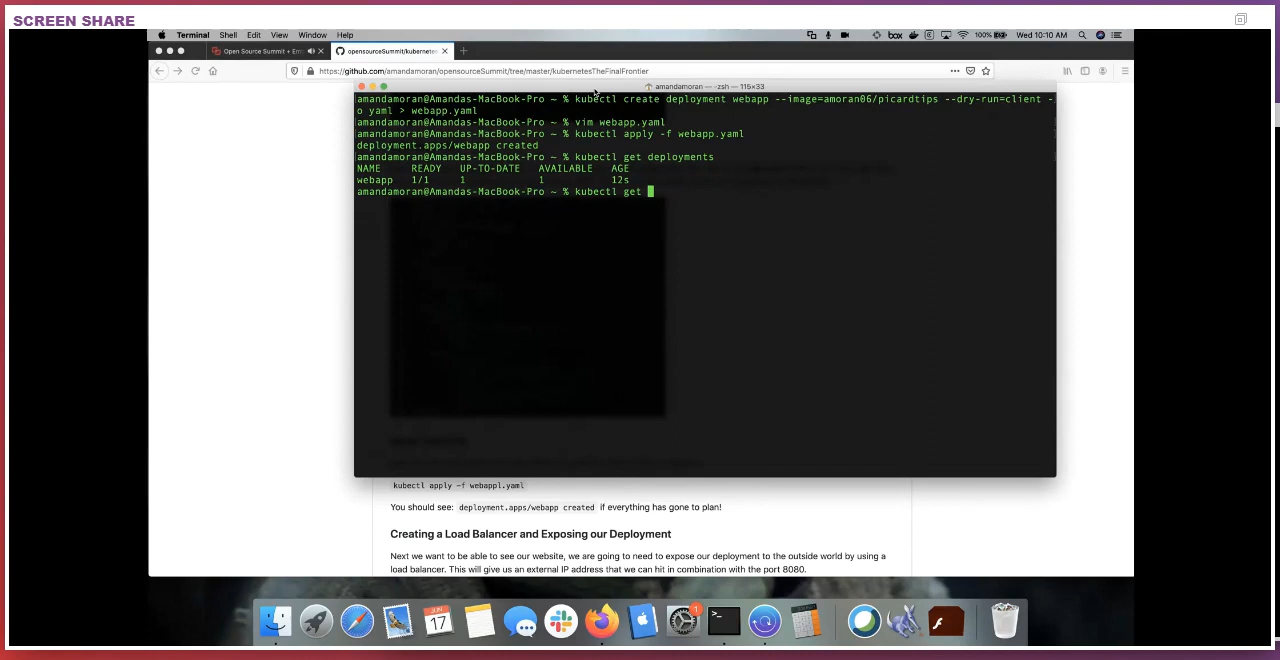 SCREEN SHARE
Terminal Shell Edit View Window Help
box 100% Wed 10:10 AM
opensourceSummit/kubernetes
https://github.com/amandamoran/opensourceSummit/tree/master/kubernetesTheFinalFrontier
amandamoran — -zsh — 115×33
amandamoran@Amandas-MacBook-Pro ~ % kubectl create deployment webapp --image=amoran06/picardtips --dry-run=client -
o yaml > webapp.yaml
amandamoran@Amandas-MacBook-Pro ~ % vim webapp.yaml
amandamoran@Amandas-MacBook-Pro ~ % kubectl apply -f webapp.yaml
deployment.apps/webapp created
amandamoran@Amandas-MacBook-Pro ~ % kubectl get deployments
NAME READY UP-TO-DATE AVAILABLE AGE
webapp 1/1 1 1 12s
amandamoran@Amandas-MacBook-Pro ~ % kubectl get
kubectl apply -f webappl.yaml
You should see: deployment.apps/webapp created if everything has gone to plan!
Creating a Load Balancer and Exposing our Deployment
Next we want to be able to see our website, we are going to need to expose our deployment to the outside world by using a
load balancer. This will give us an external IP address that we can hit in combination with the port 8080.
JUN
17
1